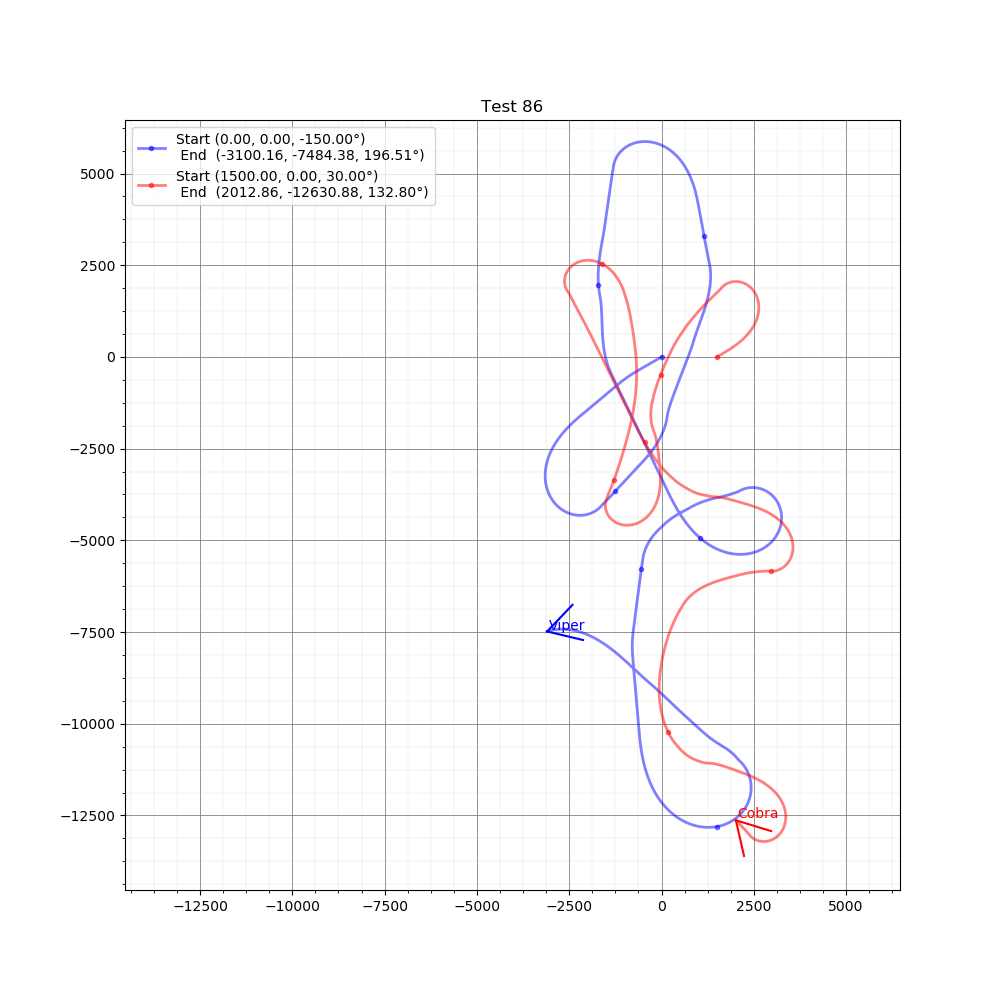 Test 86
Start (0.00, 0.00, -150.00°)
End (-3100.16, -7484.38, 196.51°)
Start (1500.00, 0.00, 30.00°)
End (2012.86, -12630.88, 132.80°)
5000
2500
0
−2500
−5000
−7500
−10000
−12500
Viper
Cobra
−12500
−10000
−7500
−5000
−2500
0
2500
5000